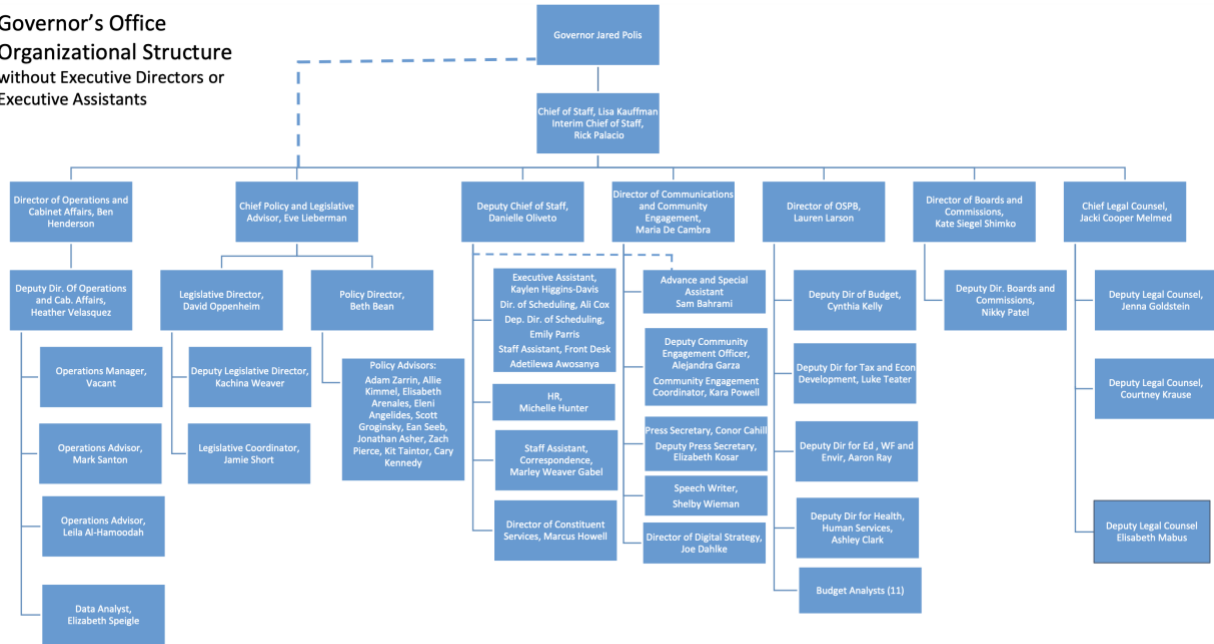 Governor's Office
Organizational Structure
without Executive Directors or
Executive Assistants
Governor Jared Polis
Chief of Staff, Lisa Kauffman
Interim Chief of Staff,
Rick Palacio
Director of Operations and
Cabinet Affairs, Ben
Henderson
Chief Policy and Legislative
Advisor, Eve Lieberman
Deputy Chief of Staff,
Danielle Oliveto
Director of Communications
and Community
Engagement,
Maria De Cambra
Director of OSPB,
Lauren Larson
Director of Boards and
Commissions,
Kate Siegel Shimko
Chief Legal Counsel,
Jacki Cooper Melmed
Deputy Dir. Of Operations
and Cab. Affairs,
Heather Velasquez
Operations Manager,
Vacant
Operations Advisor,
Mark Santon
Operations Advisor,
Leila Al-Hamoodah
Data Analyst,
Elizabeth Speigle
Legislative Director,
David Oppenheim
Deputy Legislative Director,
Kachina Weaver
Legislative Coordinator,
Jamie Short
Policy Director,
Beth Bean
Policy Advisors:
Adam Zarrin, Allie
Kimmel, Elisabeth
Arenales, Eleni
Angelides, Scott
Groginsky, Ean Seeb,
Jonathan Asher, Zach
Pierce, Kit Taintor, Cary
Kennedy
Executive Assistant,
Kaylen Higgins-Davis
Dir. of Scheduling, Ali Cox
Dep. Dir. of Scheduling,
Emily Parris
Staff Assistant, Front Desk
Adetilewa Awosanya
HR,
Michelle Hunter
Staff Assistant,
Correspondence,
Marley Weaver Gabel
Director of Constituent
Services, Marcus Howell
Advance and Special
Assistant
Sam Bahrami
Deputy Community
Engagement Officer,
Alejandra Garza
Community Engagement
Coordinator, Kara Powell
Press Secretary, Conor Cahill
Deputy Press Secretary,
Elizabeth Kosar
Speech Writer,
Shelby Wieman
Director of Digital Strategy,
Joe Dahlke
Deputy Dir of Budget,
Cynthia Kelly
Deputy Dir for Tax and Econ
Development, Luke Teater
Deputy Dir for Ed , WF and
Envir, Aaron Ray
Deputy Dir for Health,
Human Services,
Ashley Clark
Budget Analysts (11)
Deputy Dir. Boards and
Commissions,
Nikky Patel
Deputy Legal Counsel,
Jenna Goldstein
Deputy Legal Counsel,
Courtney Krause
Deputy Legal Counsel
Elisabeth Mabus